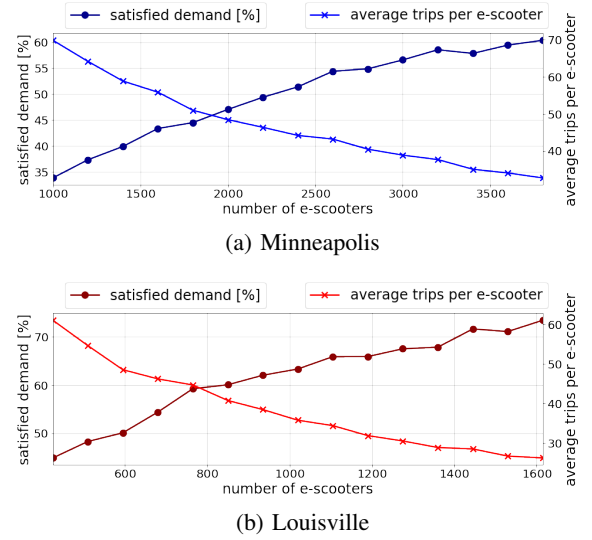 satisfied demand [%] average trips per e-scooter
satisfied demand [%]
60
55
50
45
40
35
70
60
50
40
average trips per e-scooter
1000 1500 2000 2500 3000 3500
number of e-scooters
(a) Minneapolis
satisfied demand [%] average trips per e-scooter
satisfied demand [%]
70
60
50
60
50
40
30
average trips per e-scooter
600 800 1000 1200 1400 1600
number of e-scooters
(b) Louisville